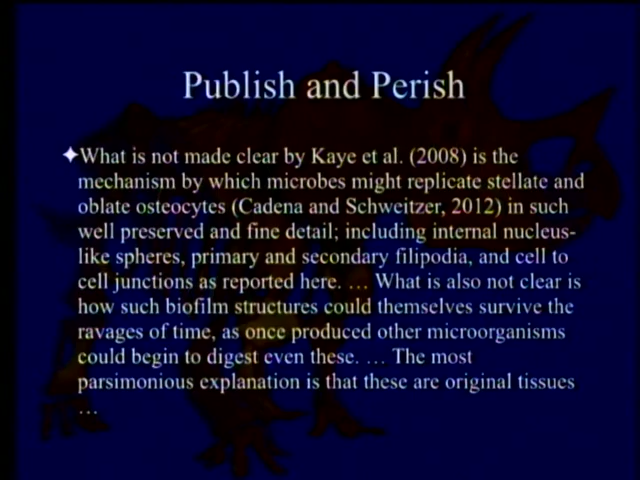 Publish and Perish
✦What is not made clear by Kaye et al. (2008) is the
mechanism by which microbes might replicate stellate and
oblate osteocytes (Cadena and Schweitzer, 2012) in such
well preserved and fine detail; including internal nucleus-
like spheres, primary and secondary filipodia, and cell to
cell junctions as reported here. … What is also not clear is
how such biofilm structures could themselves survive the
ravages of time, as once produced other microorganisms
could begin to digest even these. … The most
parsimonious explanation is that these are original tissues
…